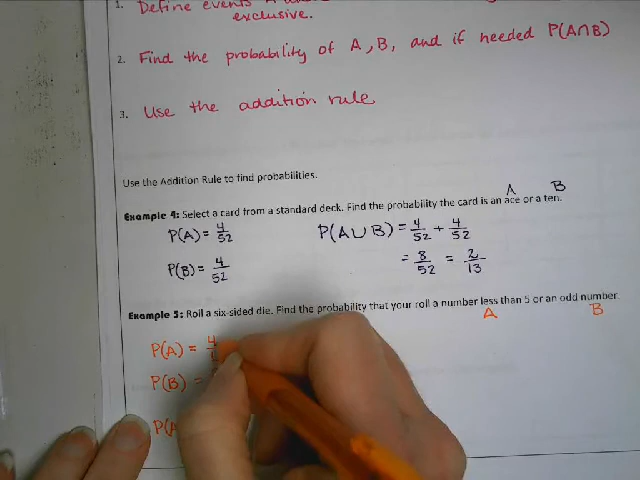 1. Define events
exclusive.
2. Find the probability of A, B, and if needed P(A∩B)
3. Use the addition rule
Use the Addition Rule to find probabilities.
A B
Example 4: Select a card from a standard deck. Find the probability the card is an ace or a ten.
P(A) = 4/52 P(A∪B) = 4/52 + 4/52
P(B) = 4/52 = 8/52 = 2/13
Example 5: Roll a six-sided die. Find the probability that your roll a number less than 5 or an odd number.
A B
P(A) = 4/
P(B) =
P(A